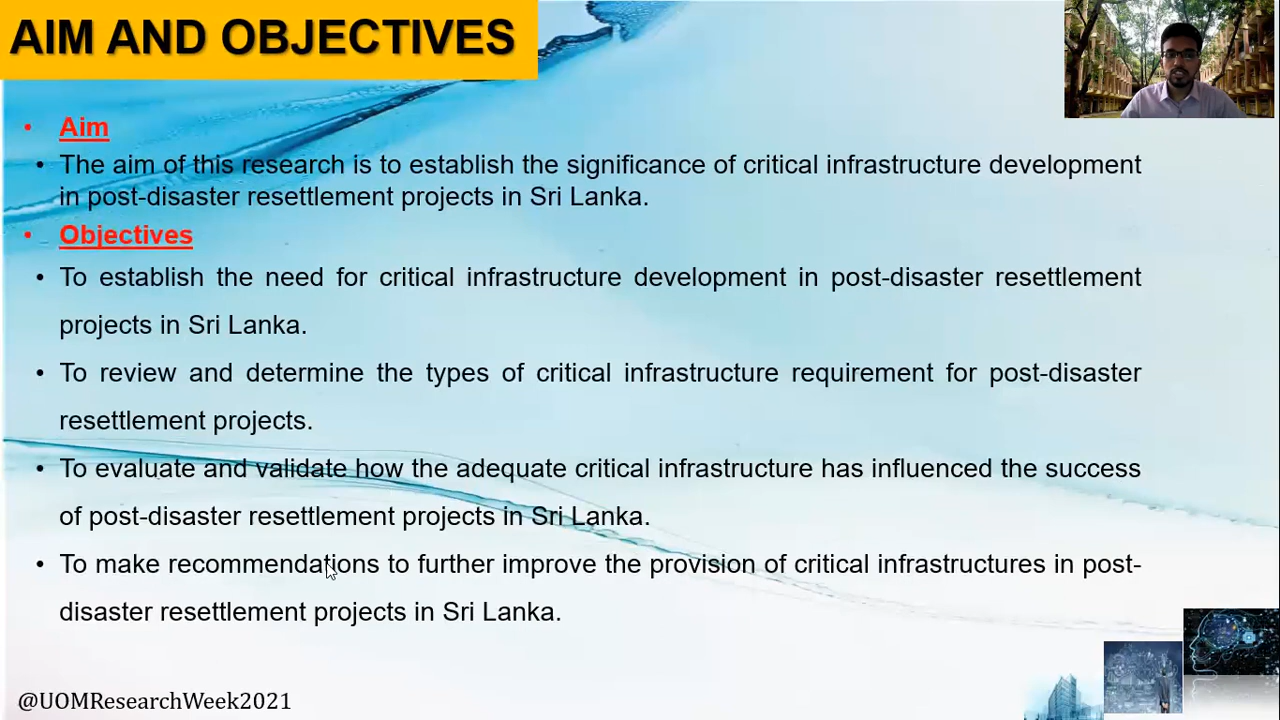 AIM AND OBJECTIVES
• Aim
• The aim of this research is to establish the significance of critical infrastructure development
in post-disaster resettlement projects in Sri Lanka.
• Objectives
• To establish the need for critical infrastructure development in post-disaster resettlement
projects in Sri Lanka.
• To review and determine the types of critical infrastructure requirement for post-disaster
resettlement projects.
• To evaluate and validate how the adequate critical infrastructure has influenced the success
of post-disaster resettlement projects in Sri Lanka.
• To make recommendations to further improve the provision of critical infrastructures in post-
disaster resettlement projects in Sri Lanka.
@UOMResearchWeek2021